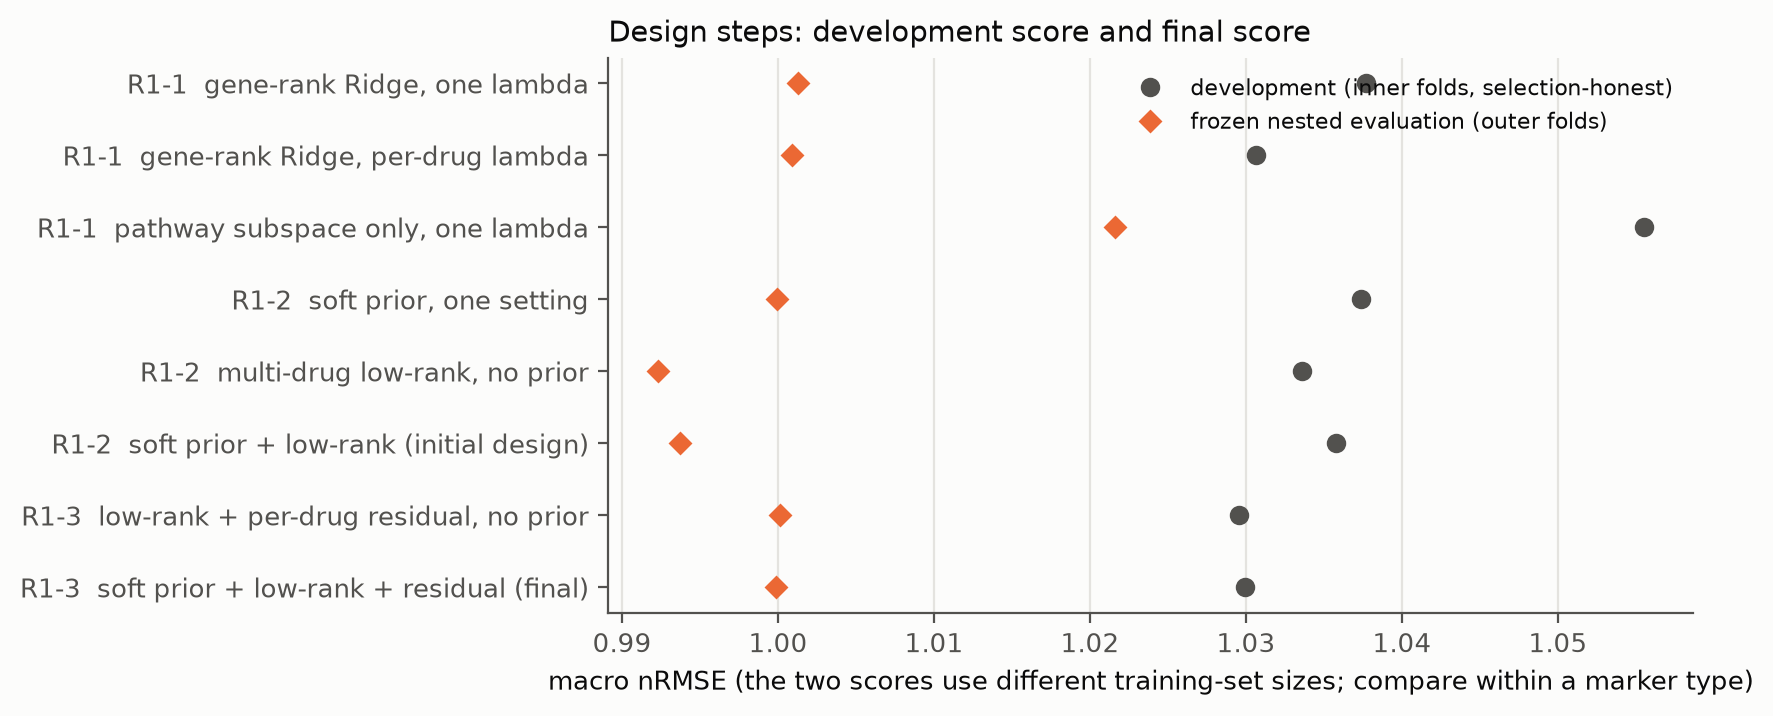 Design steps: development score and final score
development (inner folds, selection-honest)
frozen nested evaluation (outer folds)
R1-1 gene-rank Ridge, one lambda
R1-1 gene-rank Ridge, per-drug lambda
R1-1 pathway subspace only, one lambda
R1-2 soft prior, one setting
R1-2 multi-drug low-rank, no prior
R1-2 soft prior + low-rank (initial design)
R1-3 low-rank + per-drug residual, no prior
R1-3 soft prior + low-rank + residual (final)
0.99 1.00 1.01 1.02 1.03 1.04 1.05
macro nRMSE (the two scores use different training-set sizes; compare within a marker type)